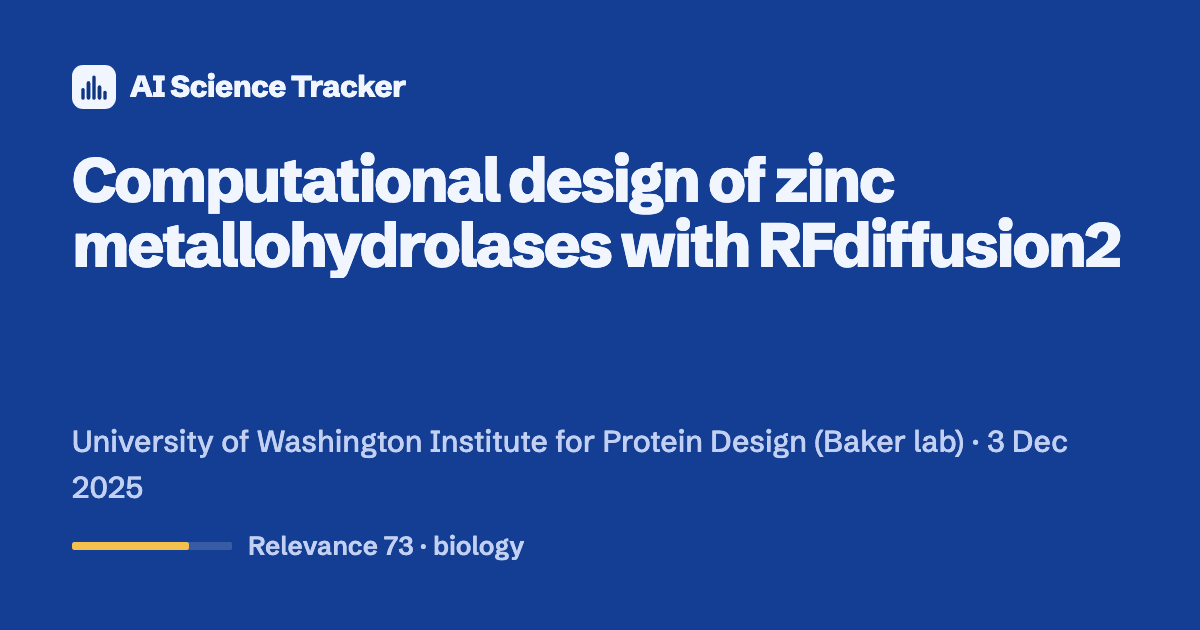 AI Science Tracker
Computational design of zinc
metallohydrolases with RFdiffusion2
University of Washington Institute for Protein Design (Baker lab) · 3 Dec
2025
Relevance 73 · biology